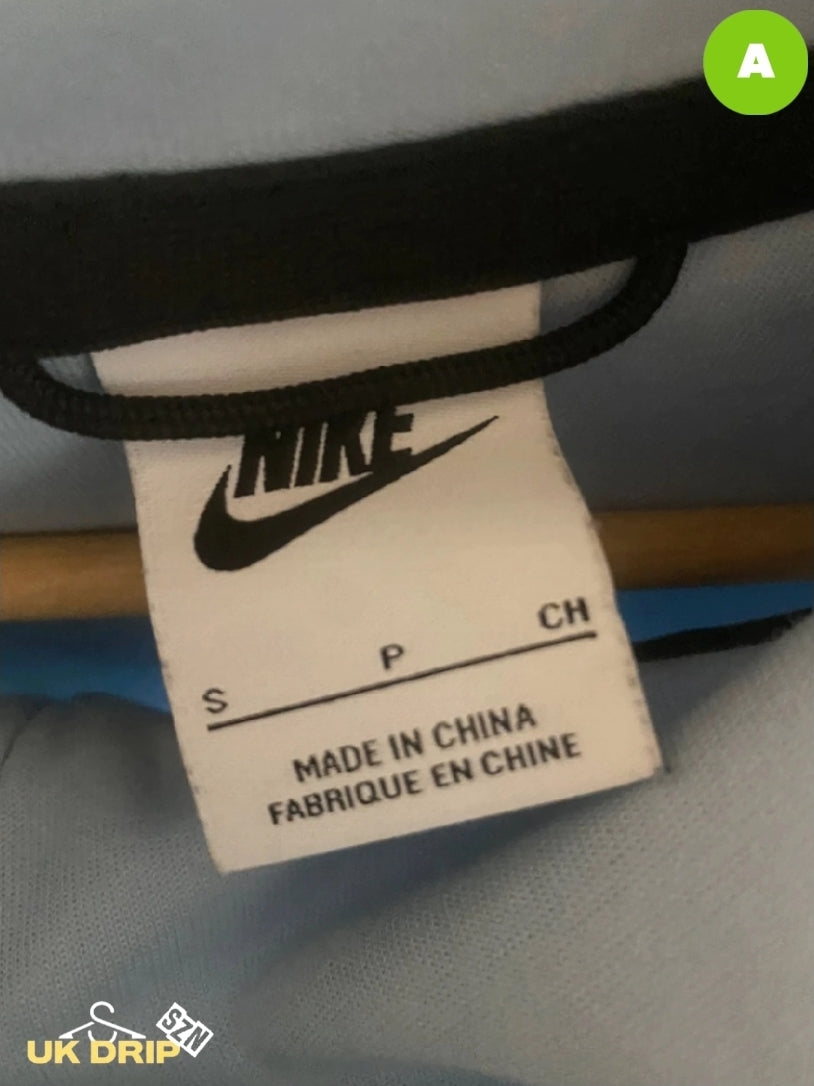 A
NIKE
S P CH
MADE IN CHINA
FABRIQUE EN CHINE
UK DRIP
SZN